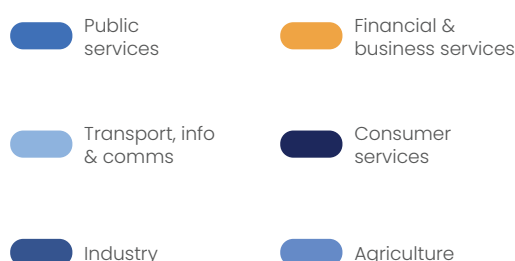 Public
services
Financial &
business services
Transport, info
& comms
Consumer
services
Industry
Agriculture